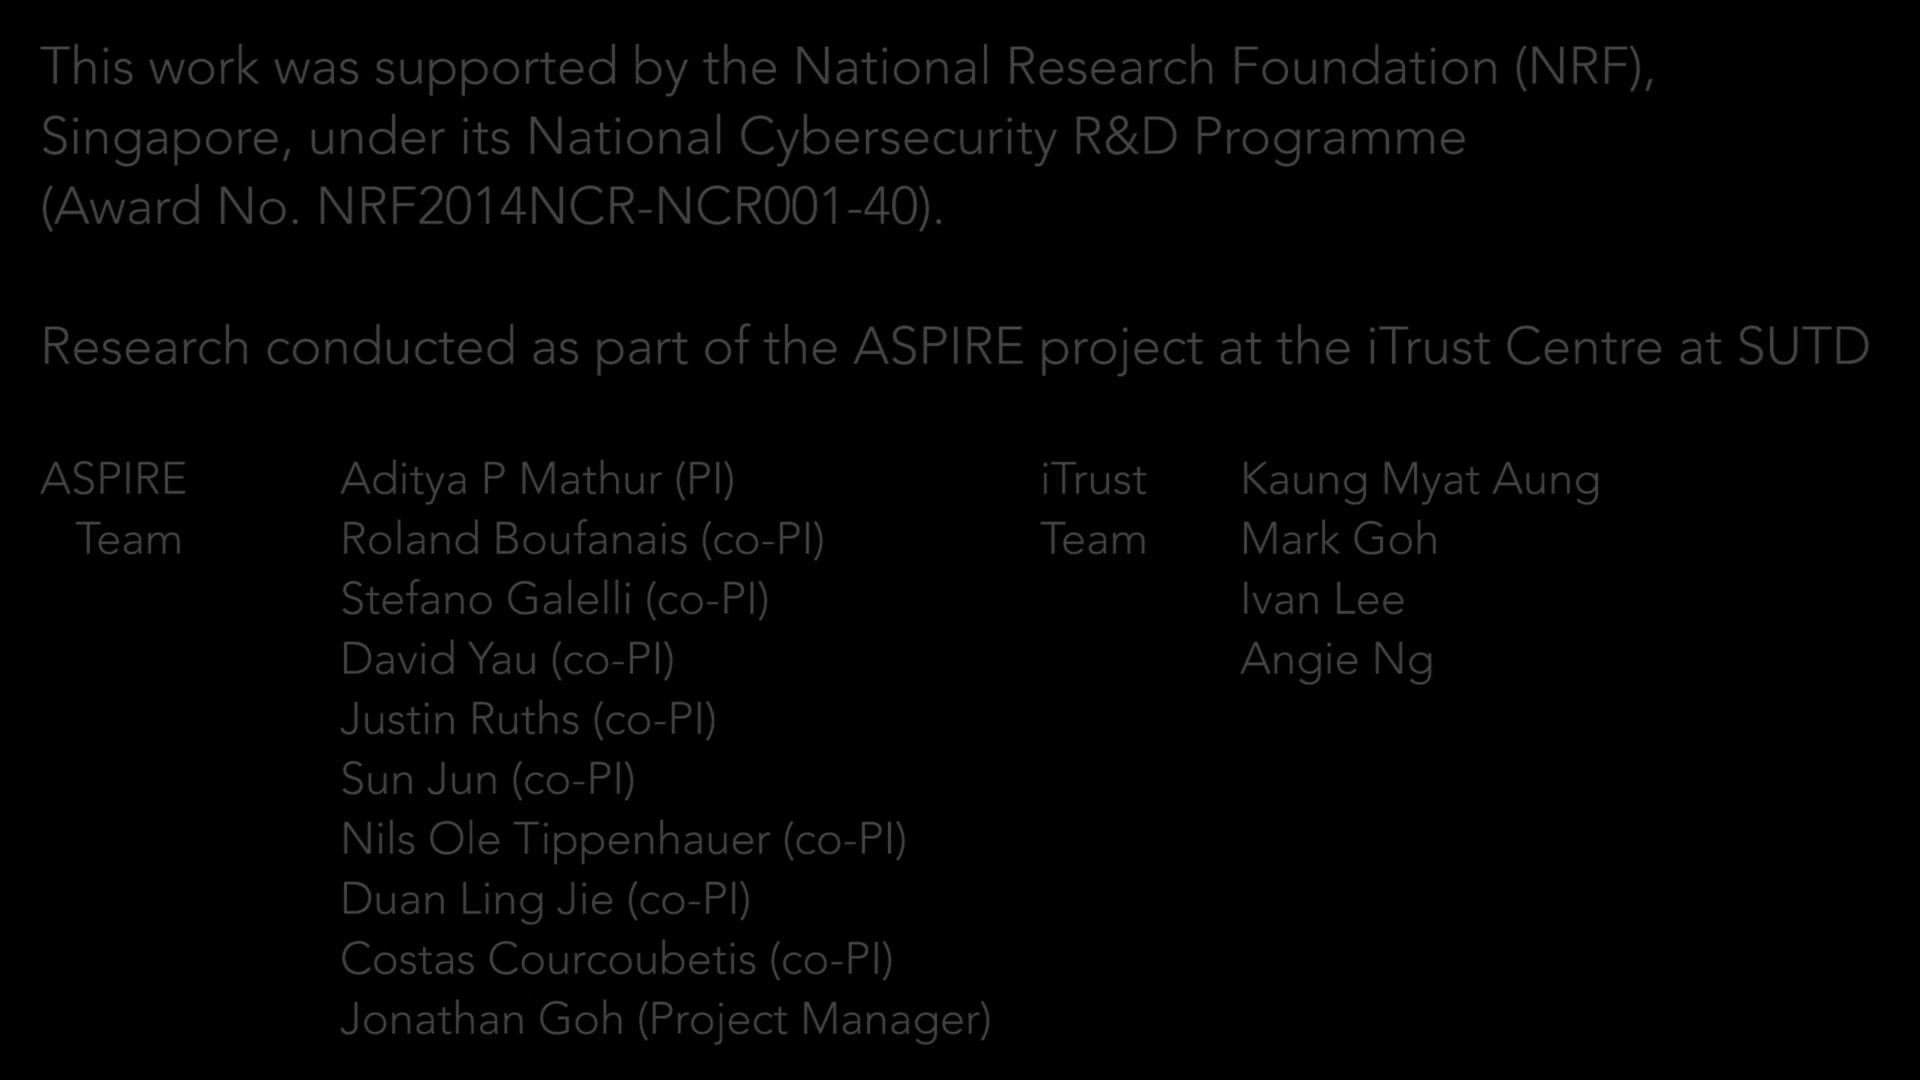 This work was supported by the National Research Foundation (NRF),
Singapore, under its National Cybersecurity R&D Programme
(Award No. NRF2014NCR-NCR001-40).
Research conducted as part of the ASPIRE project at the iTrust Centre at SUTD
ASPIRE
Team
Aditya P Mathur (PI)
Roland Boufanais (co-PI)
Stefano Galelli (co-PI)
David Yau (co-PI)
Justin Ruths (co-PI)
Sun Jun (co-PI)
Nils Ole Tippenhauer (co-PI)
Duan Ling Jie (co-PI)
Costas Courcoubetis (co-PI)
Jonathan Goh (Project Manager)
iTrust
Team
Kaung Myat Aung
Mark Goh
Ivan Lee
Angie Ng